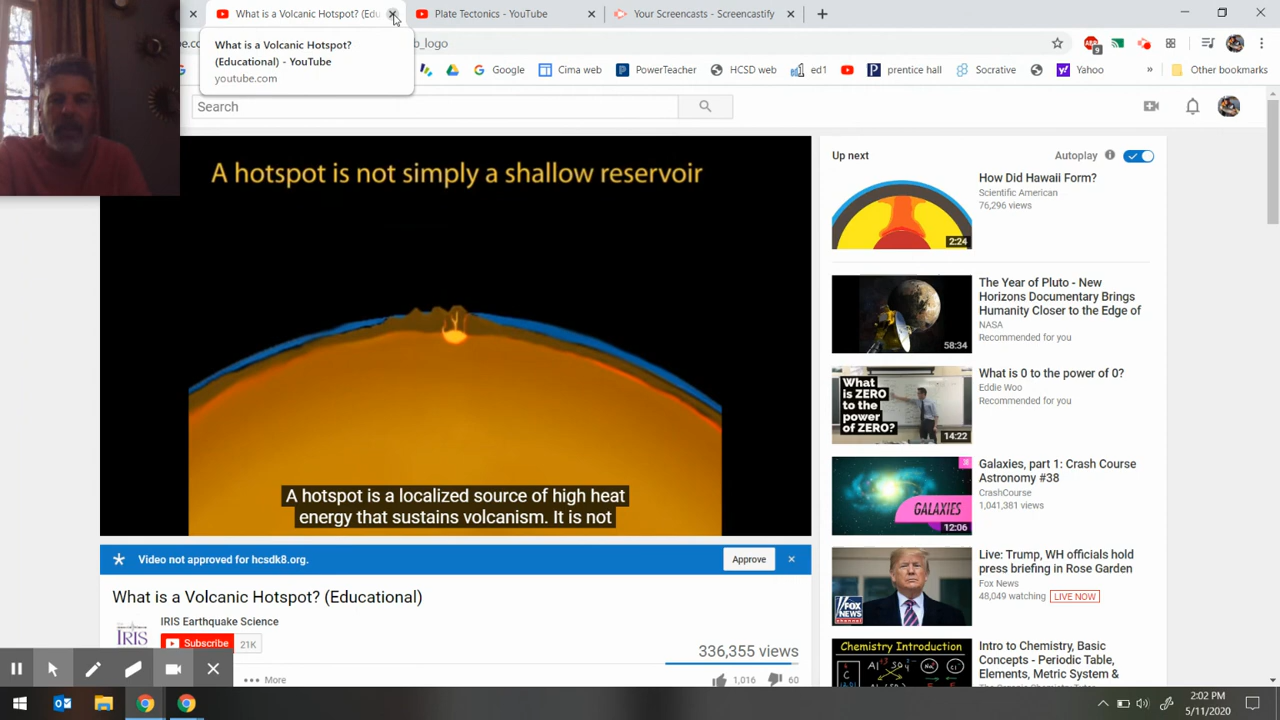 What is a Volcanic Hotspot? (Edu
Plate Tectonics - YouTube
Your Screencasts - Screencastify
What is a Volcanic Hotspot?
(Educational) - YouTube
youtube.com
b_logo
9
Google
Cima web
PowerTeacher
HCSD web
ed1
prentice hall
Socrative
Yahoo
»
Other bookmarks
Search
A hotspot is not simply a shallow reservoir
A hotspot is a localized source of high heat
energy that sustains volcanism. It is not
Video not approved for hcsdk8.org.
Approve
What is a Volcanic Hotspot? (Educational)
IRIS
IRIS Earthquake Science
Subscribe 21K
336,355 views
More
1,016
60
Up next
Autoplay
How Did Hawaii Form?
Scientific American
76,296 views
2:24
The Year of Pluto - New
Horizons Documentary Brings
Humanity Closer to the Edge of
NASA
Recommended for you
58:34
What is 0 to the power of 0?
Eddie Woo
Recommended for you
What
is ZERO
to the
power
of ZERO?
14:22
Galaxies, part 1: Crash Course
Astronomy #38
CrashCourse
1,041,381 views
GALAXIES
12:06
Live: Trump, WH officials hold
press briefing in Rose Garden
Fox News
48,049 watching
LIVE NOW
FOX
NEWS
Intro to Chemistry, Basic
Concepts - Periodic Table,
Elements, Metric System &
Chemistry Introduction
2:02 PM
5/11/2020